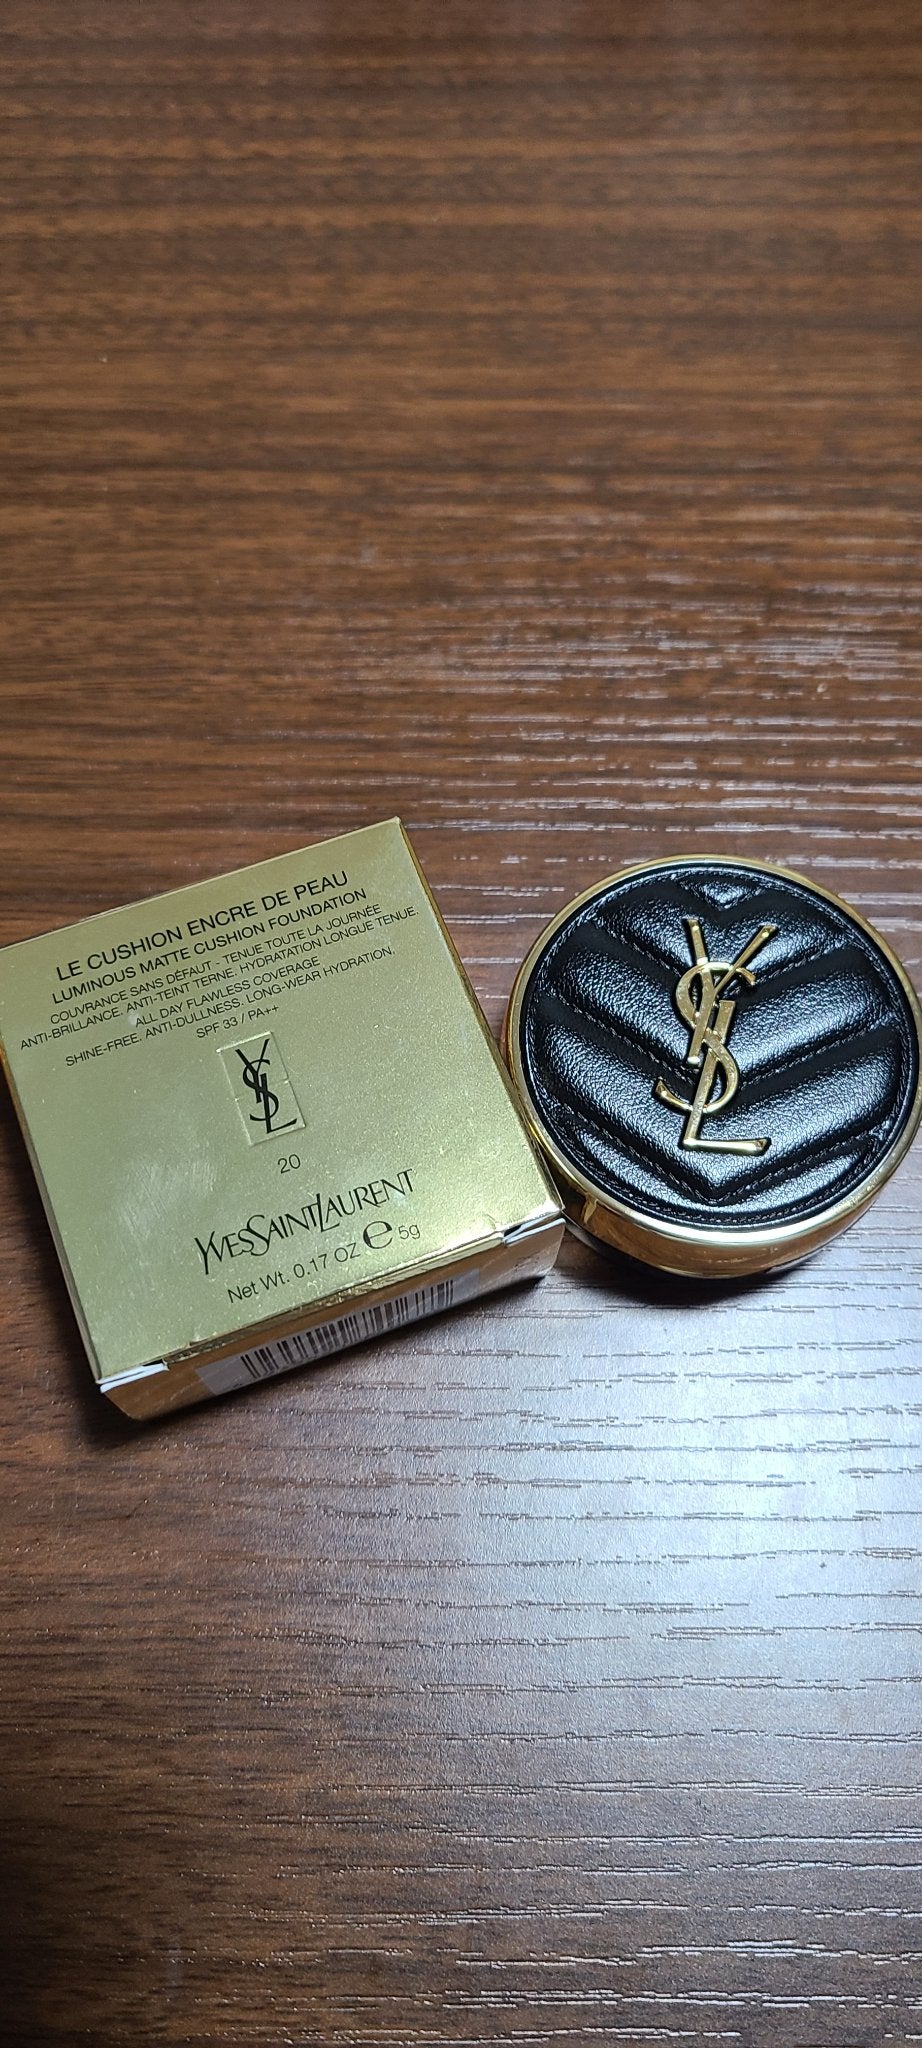 LE CUSHION ENCRE DE PEAU
LUMINOUS MATTE CUSHION FOUNDATION
COUVRANCE SANS DÉFAUT - TENUE TOUTE LA JOURNÉE
ANTI-BRILLANCE. ANTI-TEINT TERNE. HYDRATATION LONGUE TENUE.
ALL DAY FLAWLESS COVERAGE
SHINE-FREE. ANTI-DULLNESS. LONG-WEAR HYDRATION.
SPF 33 / PA++
YSL
20
YVESSAINTLAURENT
Net Wt. 0.17 OZ e 5g
YSL